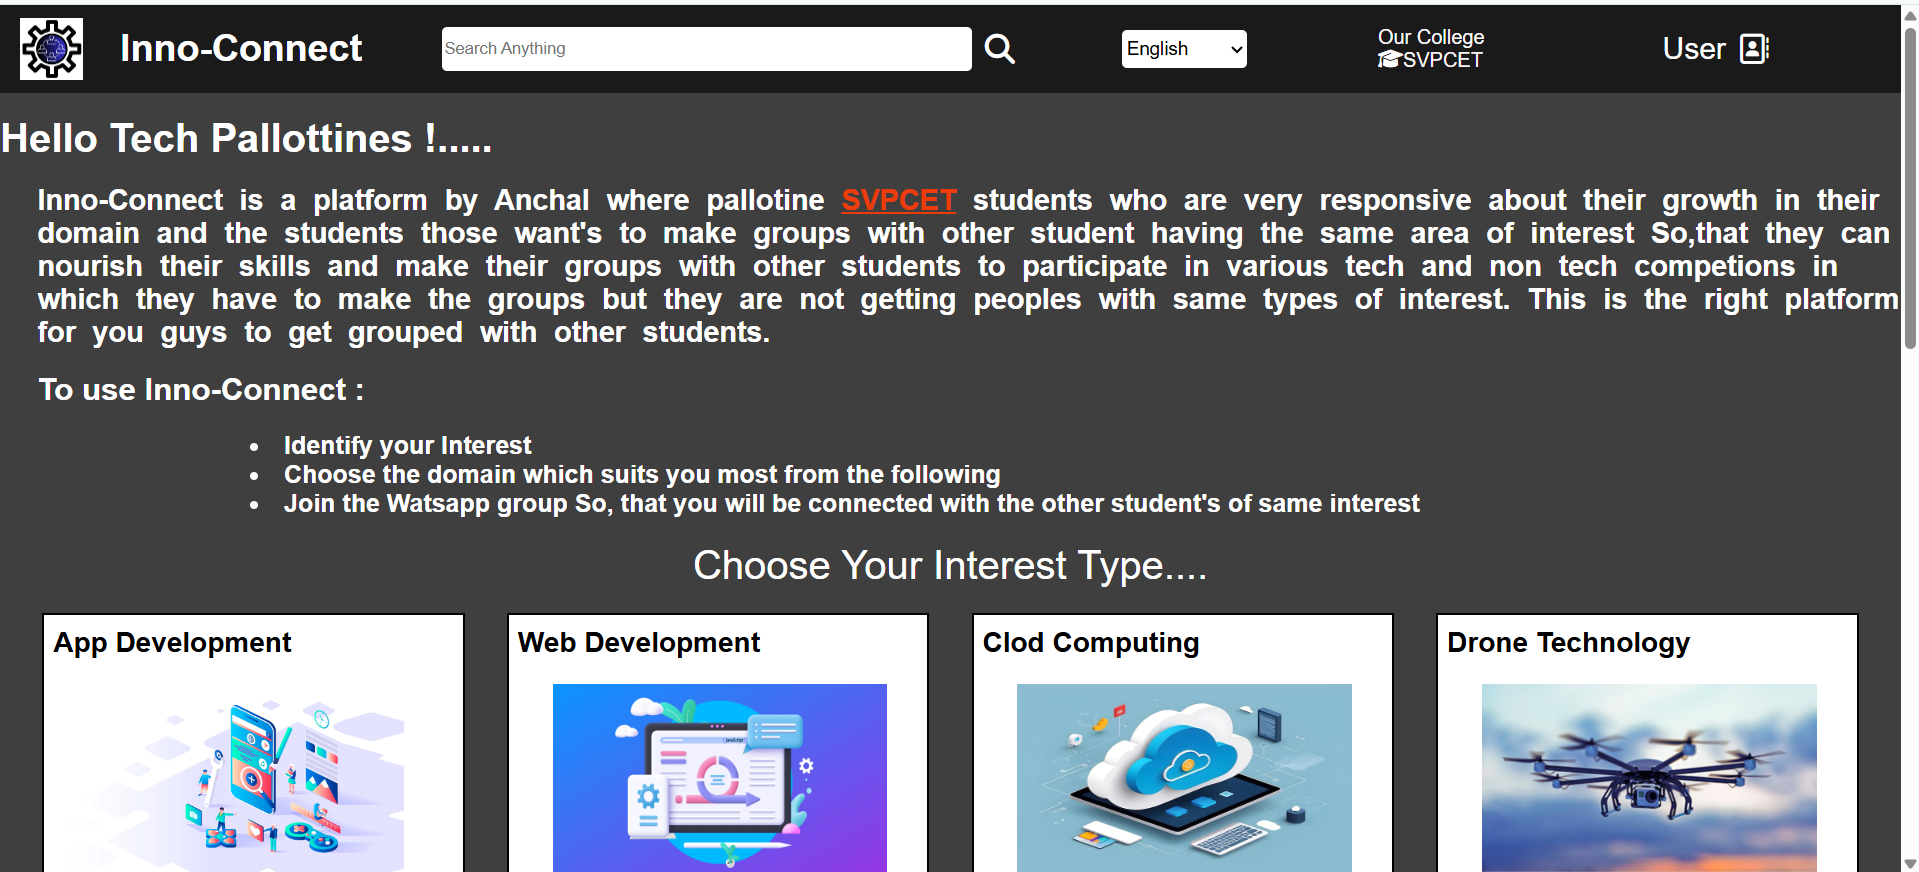 Inno-Connect
Search Anything
English
Our College
SVPCET
User
Hello Tech Pallottines !.....
Inno-Connect is a platform by Anchal where pallotine SVPCET students who are very responsive about their growth in their
domain and the students those want's to make groups with other student having the same area of interest So,that they can
nourish their skills and make their groups with other students to participate in various tech and non tech competions in
which they have to make the groups but they are not getting peoples with same types of interest. This is the right platform
for you guys to get grouped with other students.
To use Inno-Connect :
Identify your Interest
Choose the domain which suits you most from the following
Join the Watsapp group So, that you will be connected with the other student's of same interest
Choose Your Interest Type....
App Development
Web Development
Clod Computing
Drone Technology
JavaScript